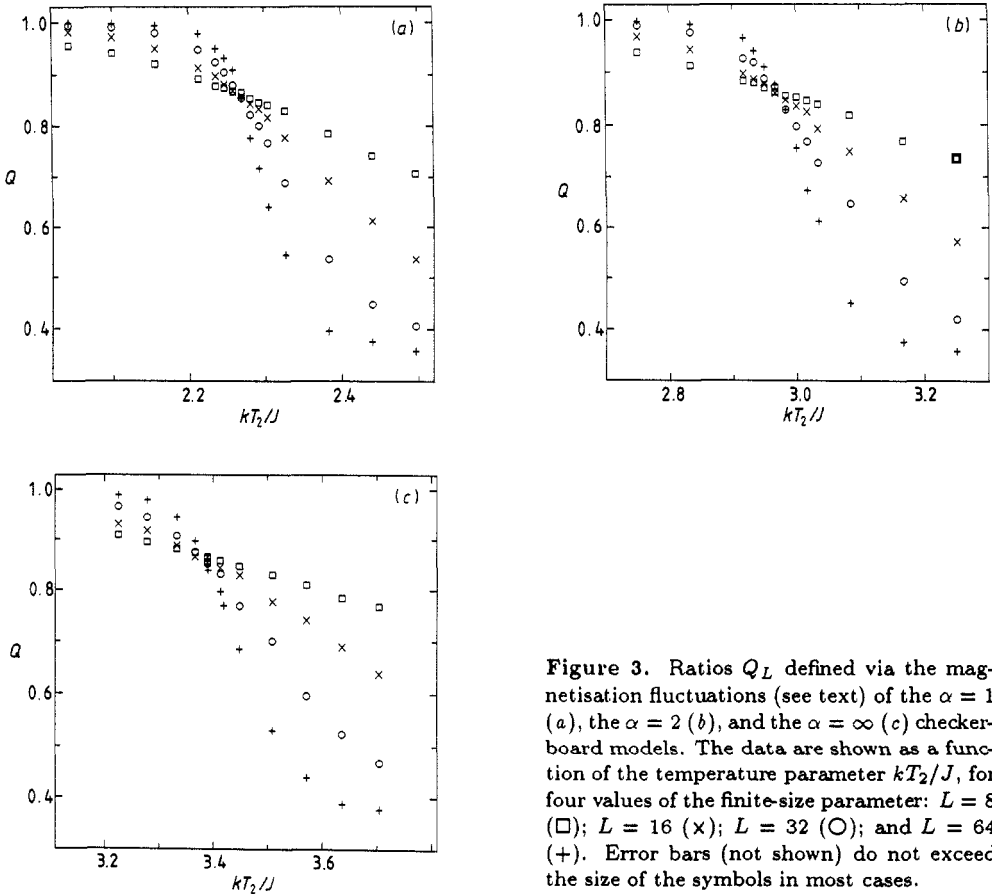 (a)
1.0
0.8
Q
0.6
0.4
2.2
2.4
kT2/J
(b)
1.0
0.8
Q
0.6
0.4
2.8
3.0
3.2
kT2/J
(c)
1.0
0.8
Q
0.6
0.4
3.2
3.4
3.6
kT2/J
Figure 3. Ratios QL defined via the mag-
netisation fluctuations (see text) of the α = 1
(a), the α = 2 (b), and the α = ∞ (c) checker-
board models. The data are shown as a func-
tion of the temperature parameter kT2/J, for
four values of the finite-size parameter: L = 8
(□); L = 16 (×); L = 32 (○); and L = 64
(+). Error bars (not shown) do not exceed
the size of the symbols in most cases.